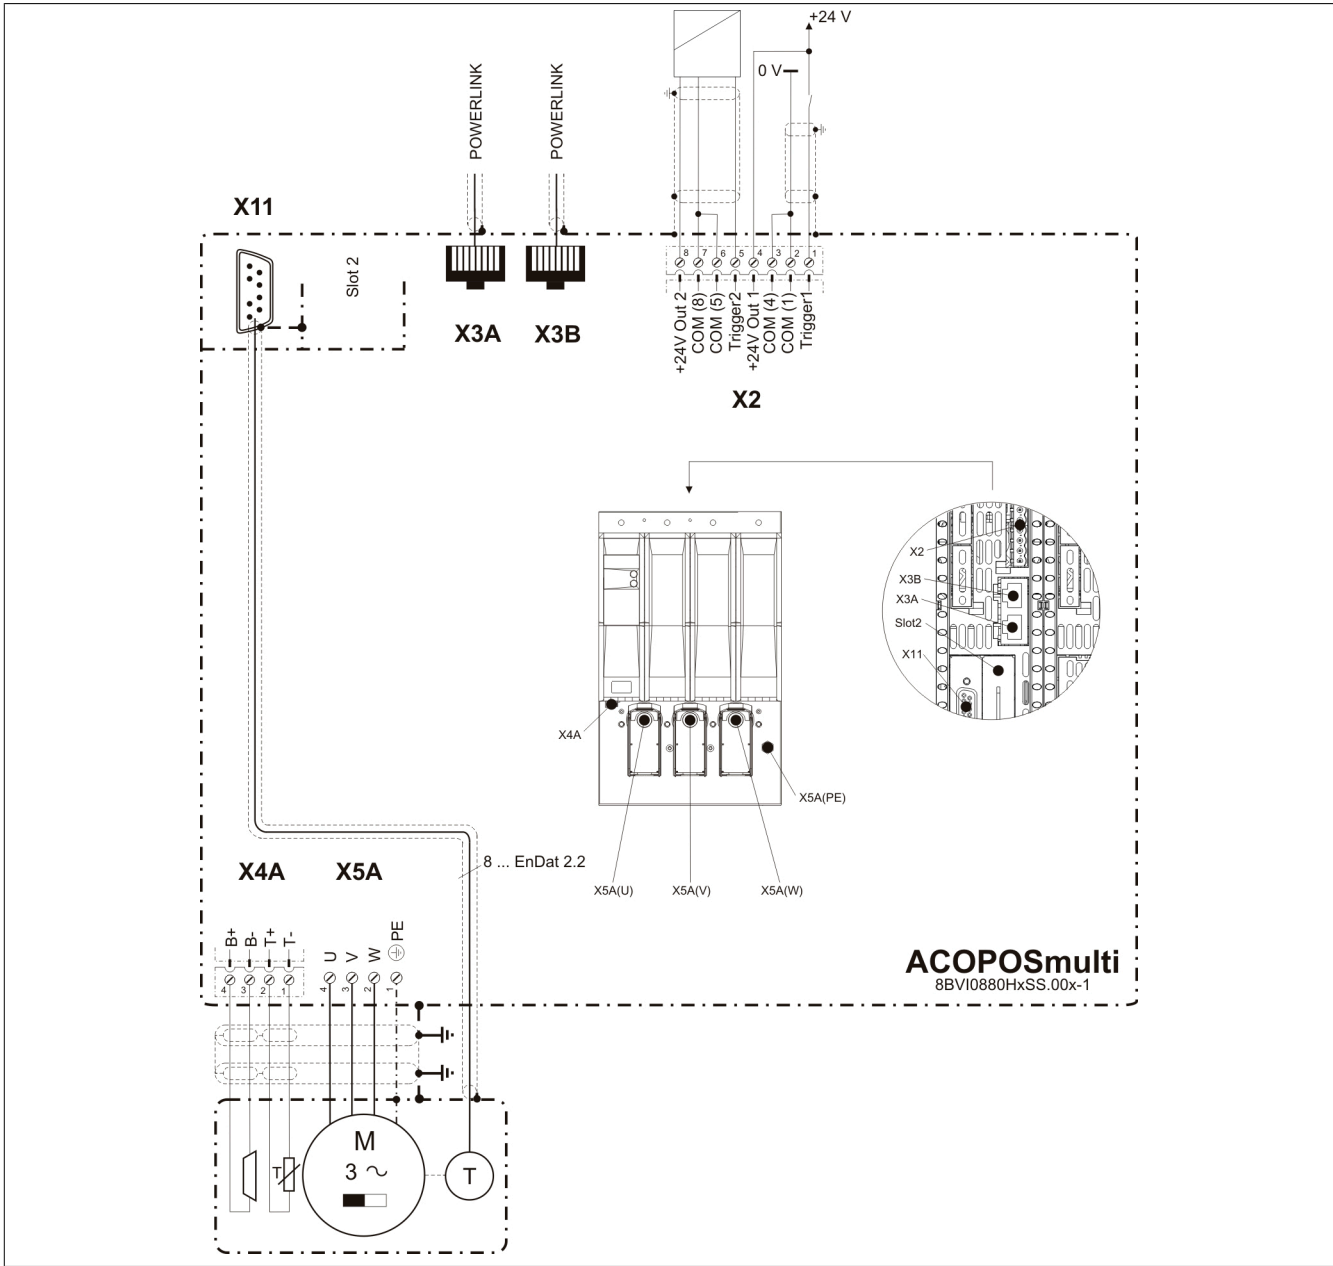 +24 V
0 V
POWERLINK
POWERLINK
X11
Slot 2
X3A
X3B
8 7 6 5 4 3 2 1
+24V Out 2
COM (8)
COM (5)
Trigger2
+24V Out 1
COM (4)
COM (1)
Trigger1
X2
X2
X3B
X3A
Slot2
X11
X4A
X5A(PE)
X5A(U)
X5A(V)
X5A(W)
8 ... EnDat 2.2
X4A
X5A
B+
B-
T+
T-
U
V
W
PE
4 3 2 1
4 3 2 1
ACOPOSmulti
8BVI0880HxSS.00x-1
M
3 ~
T
T